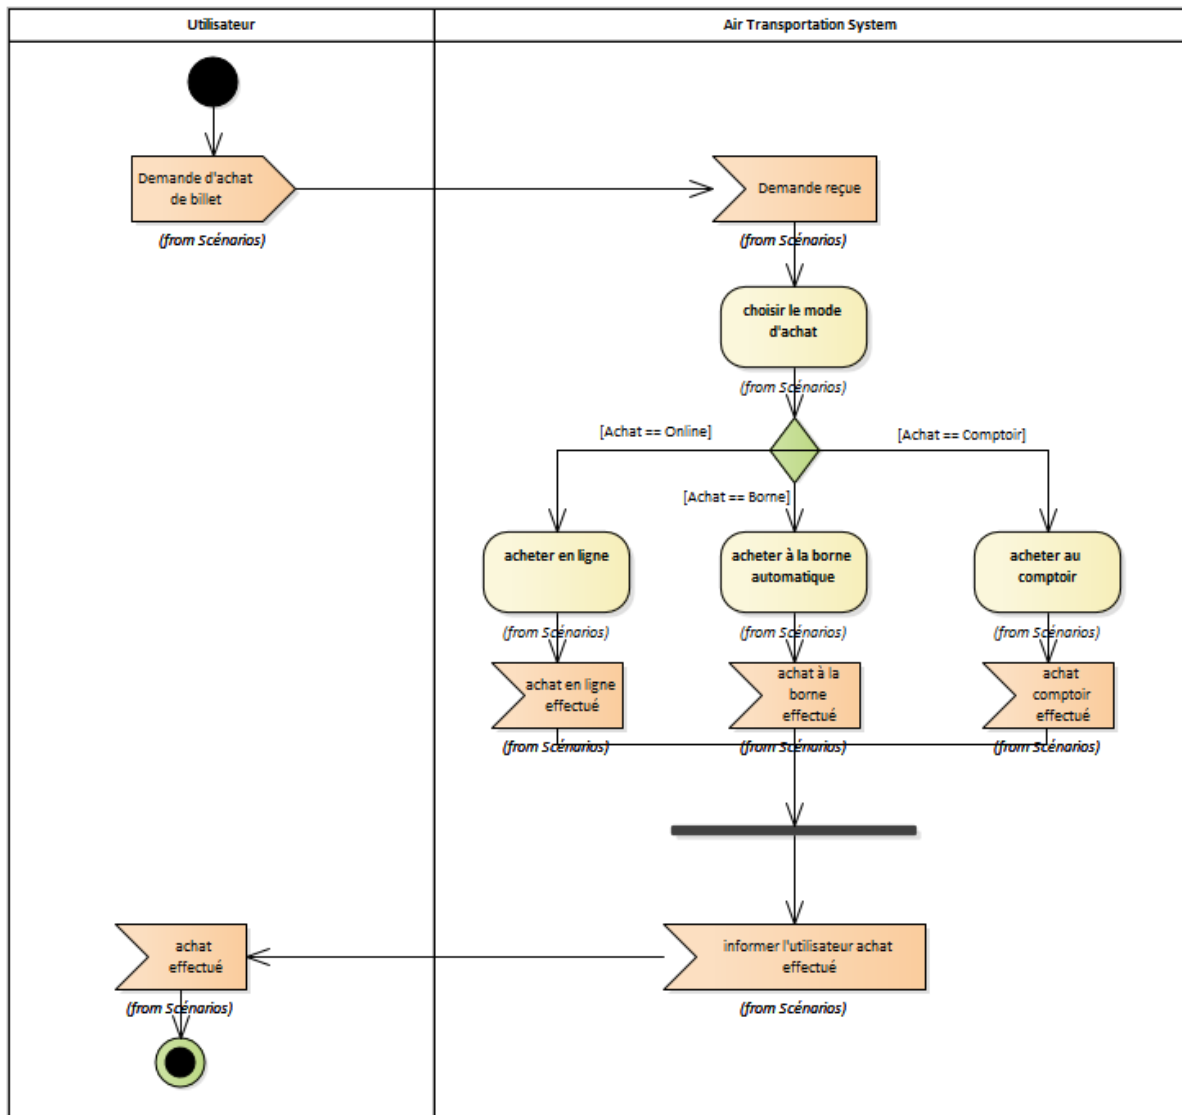 Utilisateur
Air Transportation System
Demande d'achat
de billet
(from Scénarios)
Demande reçue
(from Scénarios)
choisir le mode
d'achat
(from Scénarios)
[Achat == Online]
[Achat == Comptoir]
[Achat == Borne]
acheter en ligne
(from Scénarios)
acheter à la borne
automatique
(from Scénarios)
acheter au
comptoir
(from Scénarios)
achat en ligne
effectué
(from Scénarios)
achat à la
borne
effectué
(from Scénarios)
achat
comptoir
effectué
(from Scénarios)
achat
effectué
(from Scénarios)
informer l'utilisateur achat
effectué
(from Scénarios)